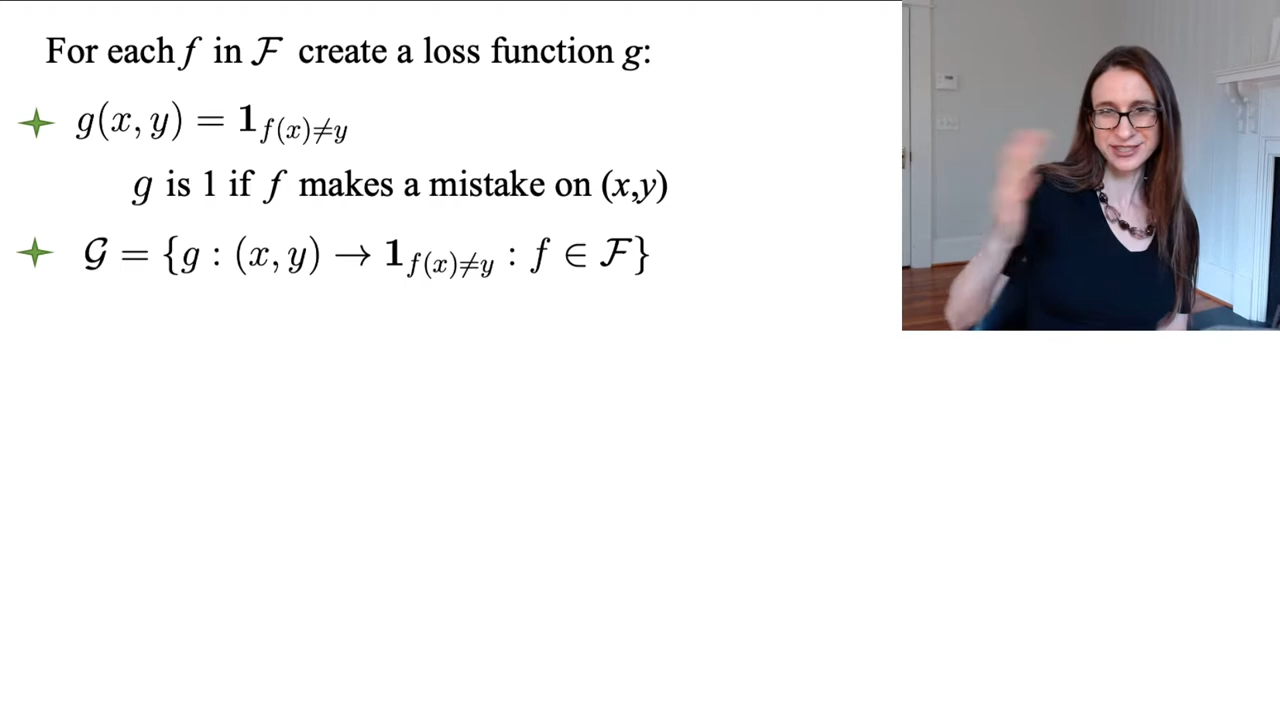 For each f in ℱ create a loss function g:
g(x, y) = 𝟏_{f(x)≠y}
g is 1 if f makes a mistake on (x,y)
𝒢 = {g : (x, y) → 𝟏_{f(x)≠y} : f ∈ ℱ}